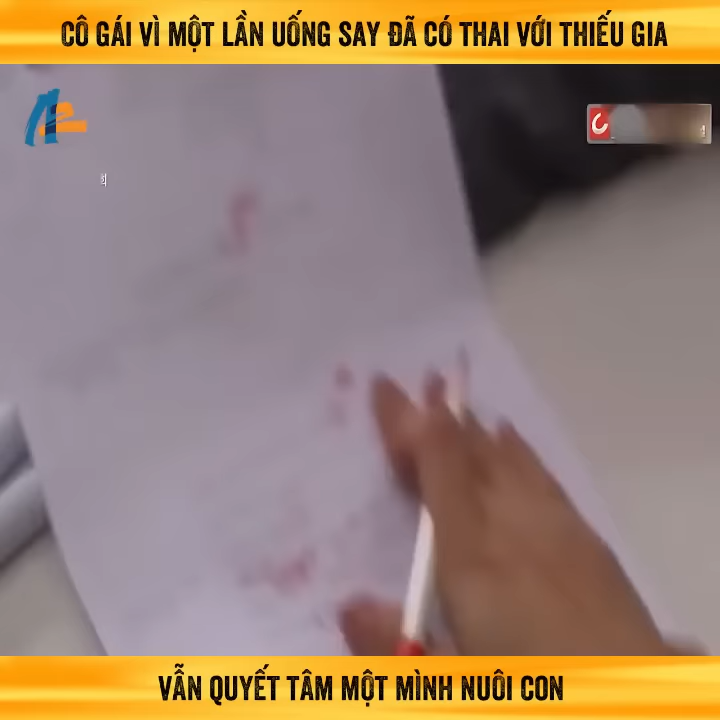 CÔ GÁI VÌ MỘT LẦN UỐNG SAY ĐÃ CÓ THAI VỚI THIẾU GIA
VẪN QUYẾT TÂM MỘT MÌNH NUÔI CON